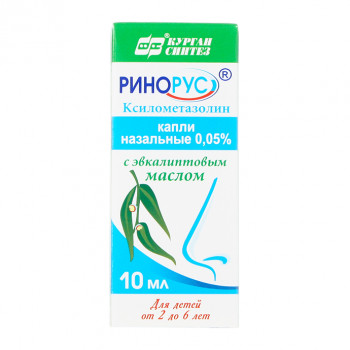 КУРГАН
СИНТЕЗ
РИНОРУС®
Ксилометазолин
капли
назальные 0,05%
с эвкалиптовым
маслом
10 мл
Для детей
от 2 до 6 лет